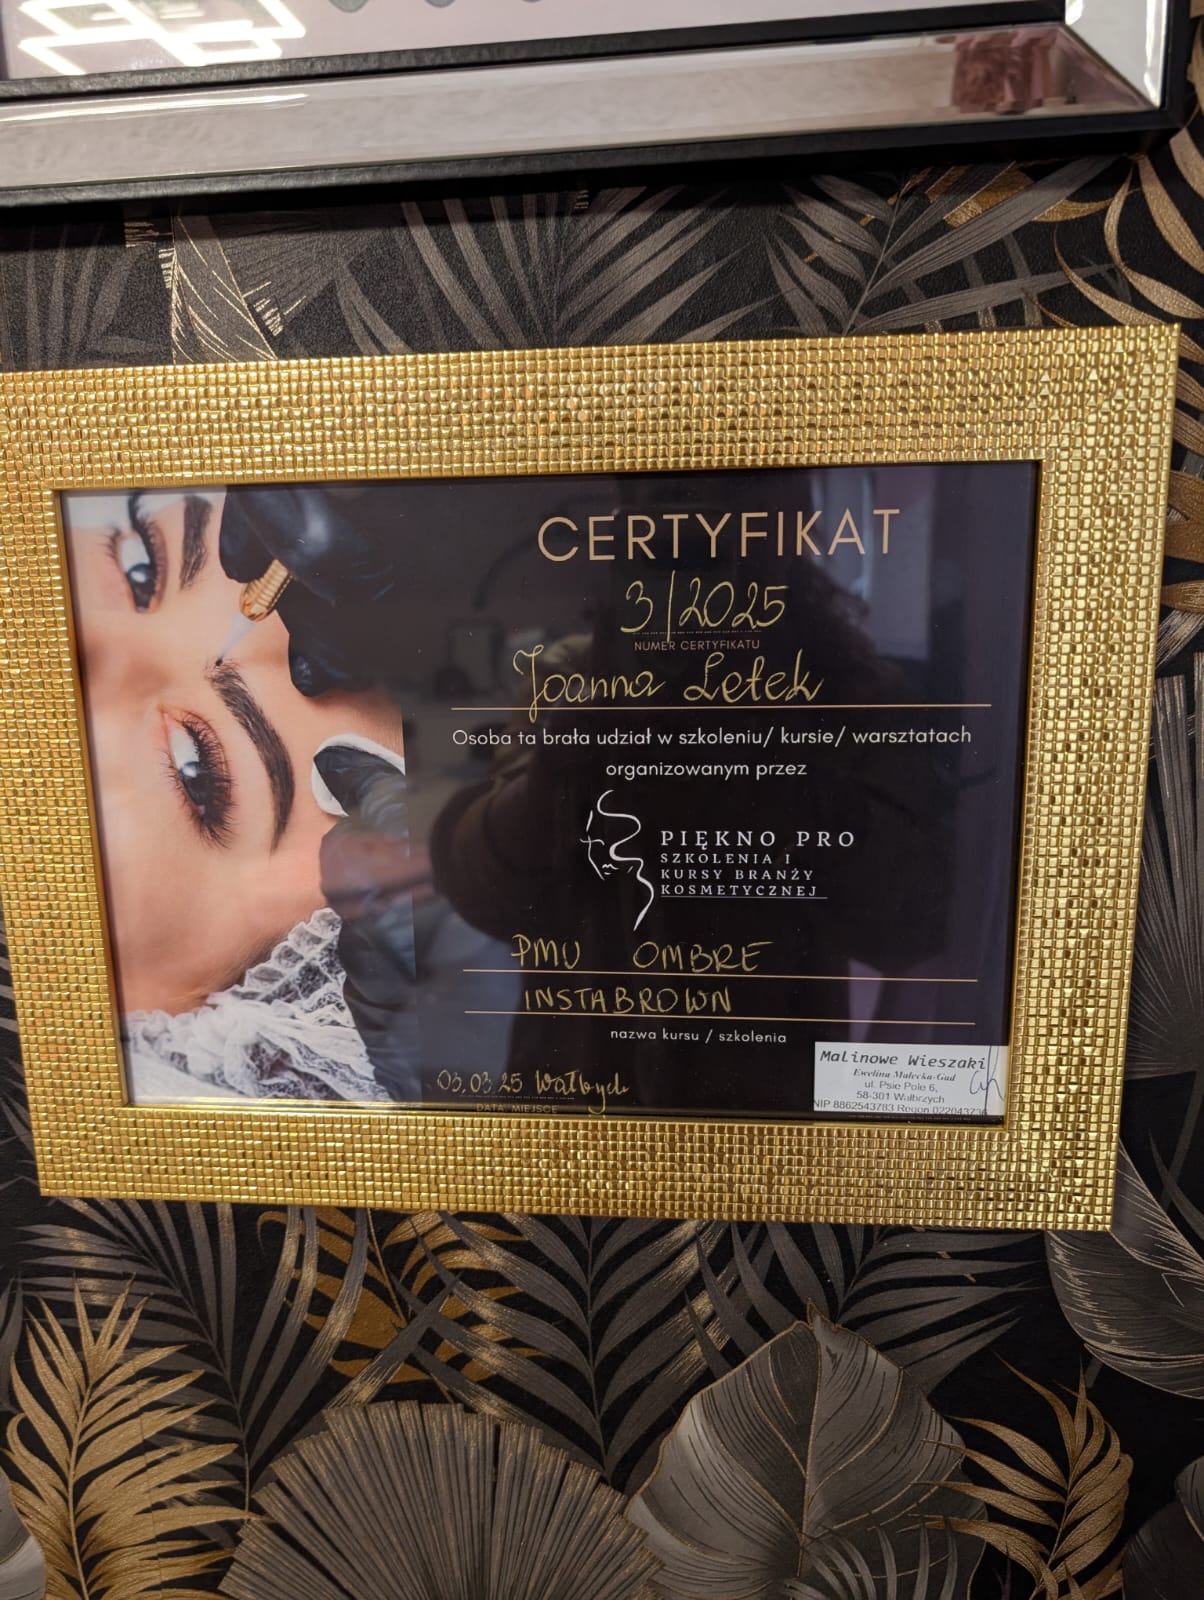 CERTYFIKAT
3/2025
NUMER CERTYFIKATU
Joanna Letek
Osoba ta brała udział w szkoleniu/ kursie/ warsztatach
organizowanym przez
PIĘKNO PRO
SZKOLENIA I
KURSY BRANŻY
KOSMETYCZNEJ
PMU OMBRE
INSTABROWN
nazwa kursu / szkolenia
03.03.25 Wałbrzych
DATA, MIEJSCE
Malinowe Wieszaki
Ewelina Małecka-Gad
ul. Psie Pole 6,
58-301 Wałbrzych
NIP 8862543783 Regon